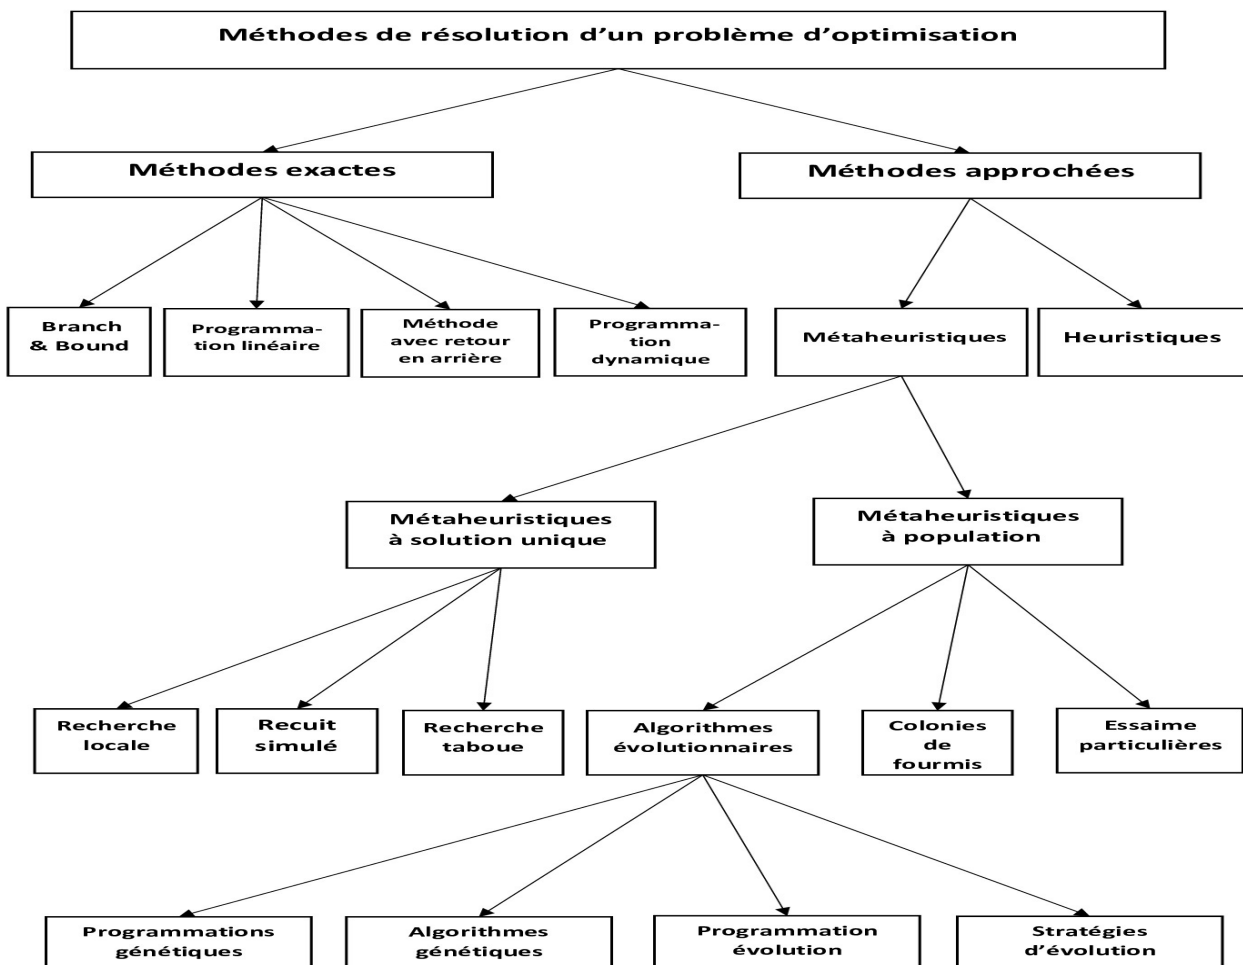 Méthodes de résolution d’un problème d’optimisation
Méthodes exactes
Méthodes approchées
Branch
& Bound
Programma-
tion linéaire
Méthode
avec retour
en arrière
Programma-
tion
dynamique
Métaheuristiques
Heuristiques
Métaheuristiques
à solution unique
Métaheuristiques
à population
Recherche
locale
Recuit
simulé
Recherche
taboue
Algorithmes
évolutionnaires
Colonies
de
fourmis
Essaime
particulières
Programmations
génétiques
Algorithmes
génétiques
Programmation
évolution
Stratégies
d’évolution